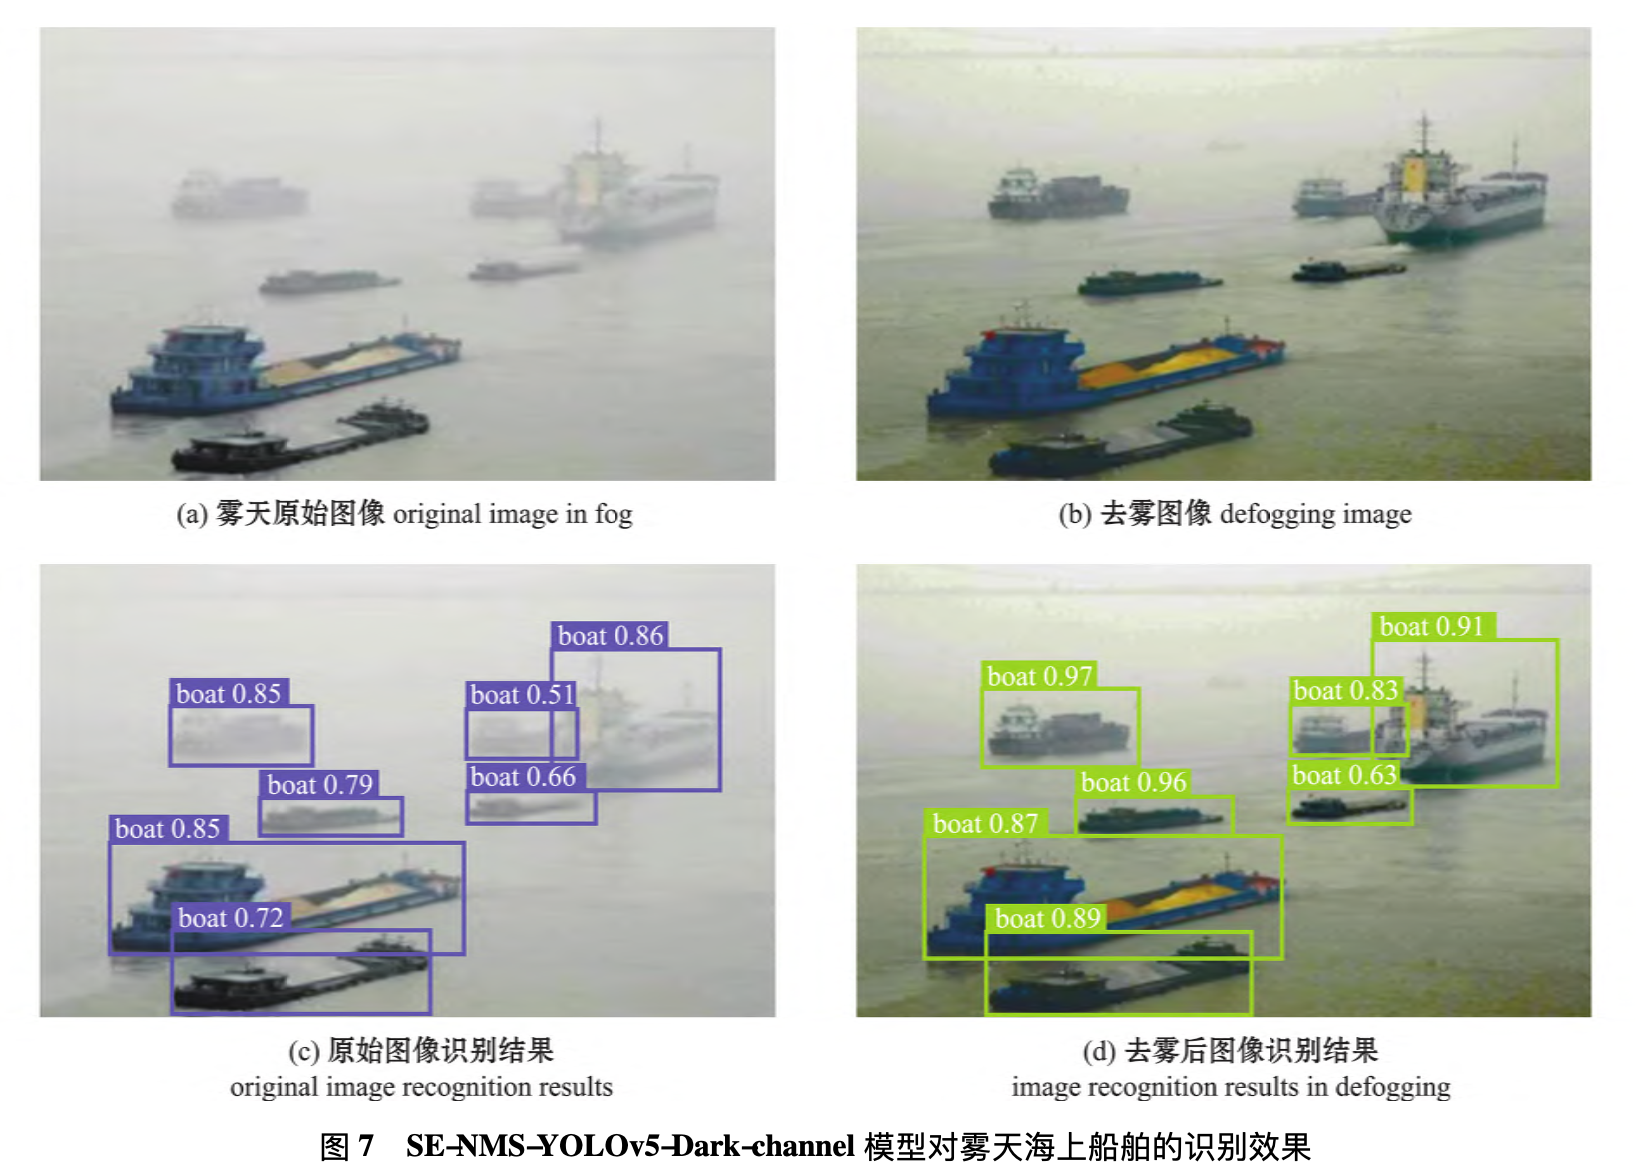 (a) 雾天原始图像 original image in fog
(b) 去雾图像 defogging image
boat 0.86
boat 0.85
boat 0.51
boat 0.66
boat 0.79
boat 0.85
boat 0.72
boat 0.91
boat 0.97
boat 0.83
boat 0.63
boat 0.96
boat 0.87
boat 0.89
(c) 原始图像识别结果
original image recognition results
(d) 去雾后图像识别结果
image recognition results in defogging
图 7 SE-NMS-YOLOv5-Dark-channel 模型对雾天海上船舶的识别效果